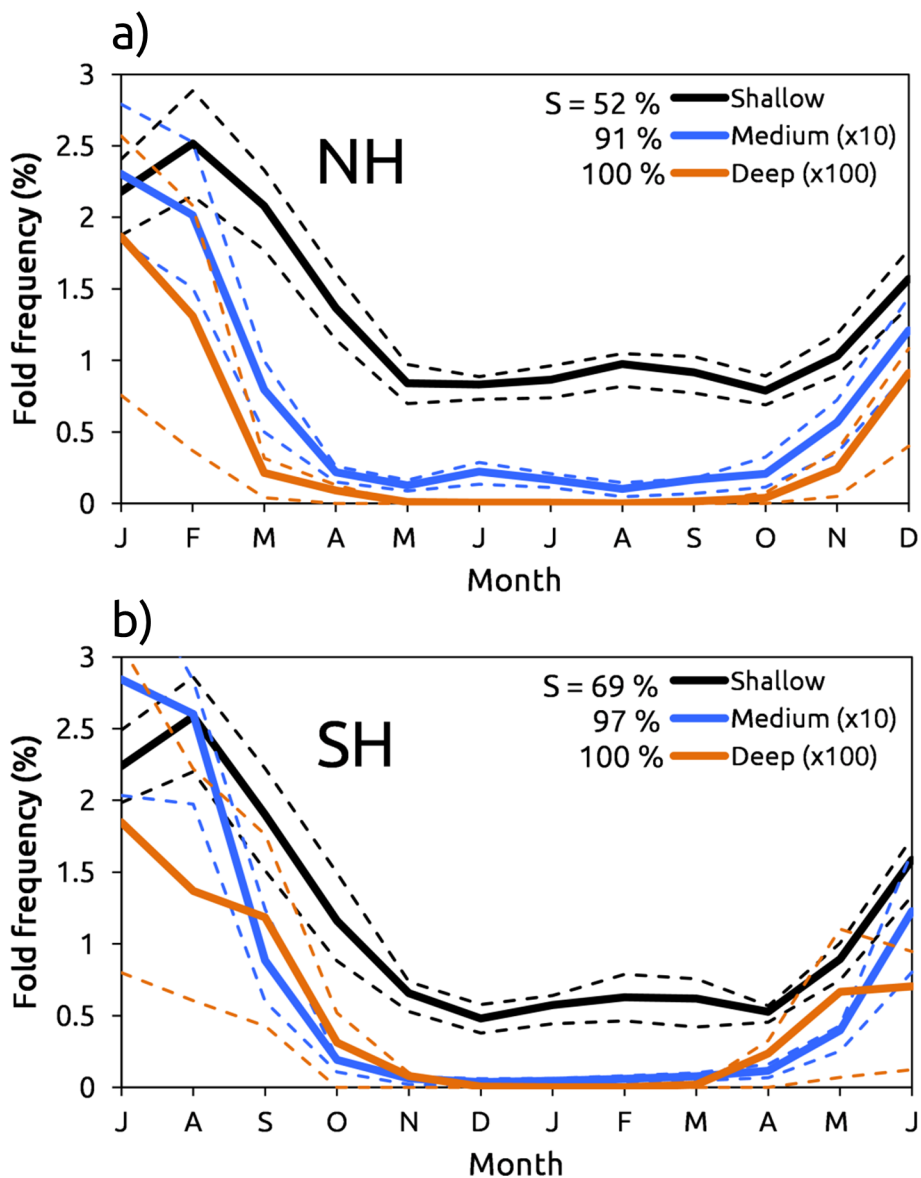 a)
3
2.5
2
1.5
1
0.5
0
Fold frequency (%)
NH
S = 52 % Shallow
91 % Medium (x10)
100 % Deep (x100)
J F M A M J J A S O N D
Month
b)
3
2.5
2
1.5
1
0.5
0
Fold frequency (%)
SH
S = 69 % Shallow
97 % Medium (x10)
100 % Deep (x100)
J A S O N D J F M A M J
Month